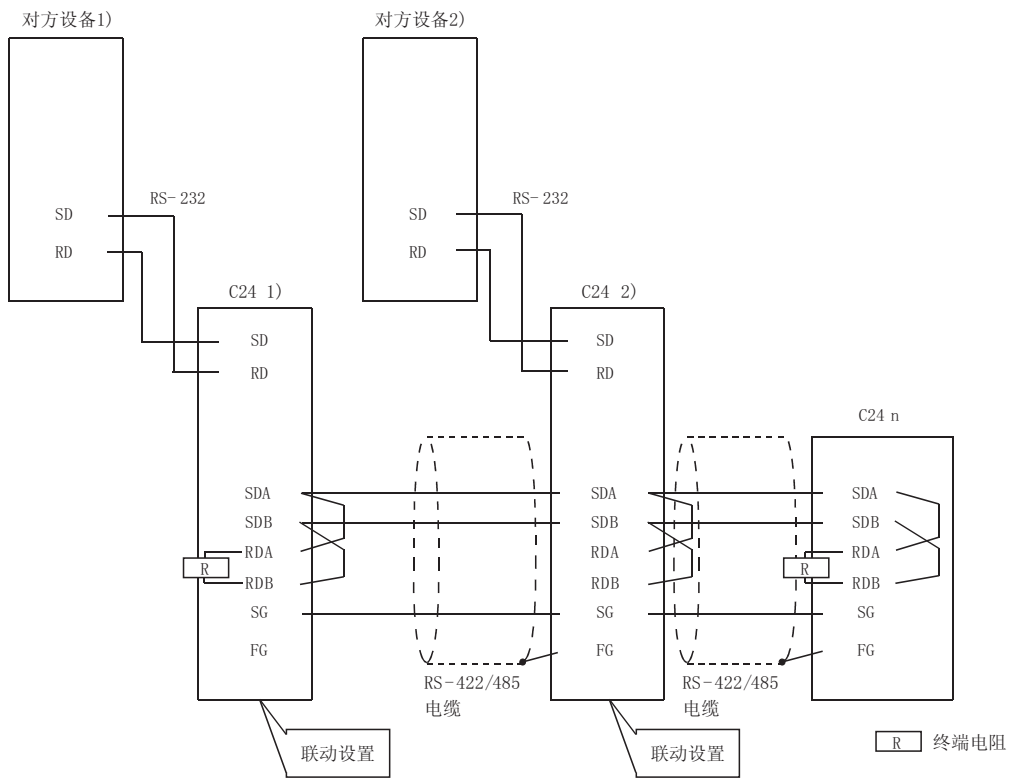 对方设备1)
对方设备2)
SD
RD
RS-232
SD
RD
RS-232
C24 1)
SD
RD
SDA
SDB
RDA
RDB
SG
FG
R
C24 2)
SD
RD
SDA
SDB
RDA
RDB
SG
FG
C24 n
SDA
SDB
RDA
RDB
SG
FG
R
RS-422/485
电缆
RS-422/485
电缆
联动设置
联动设置
R 终端电阻